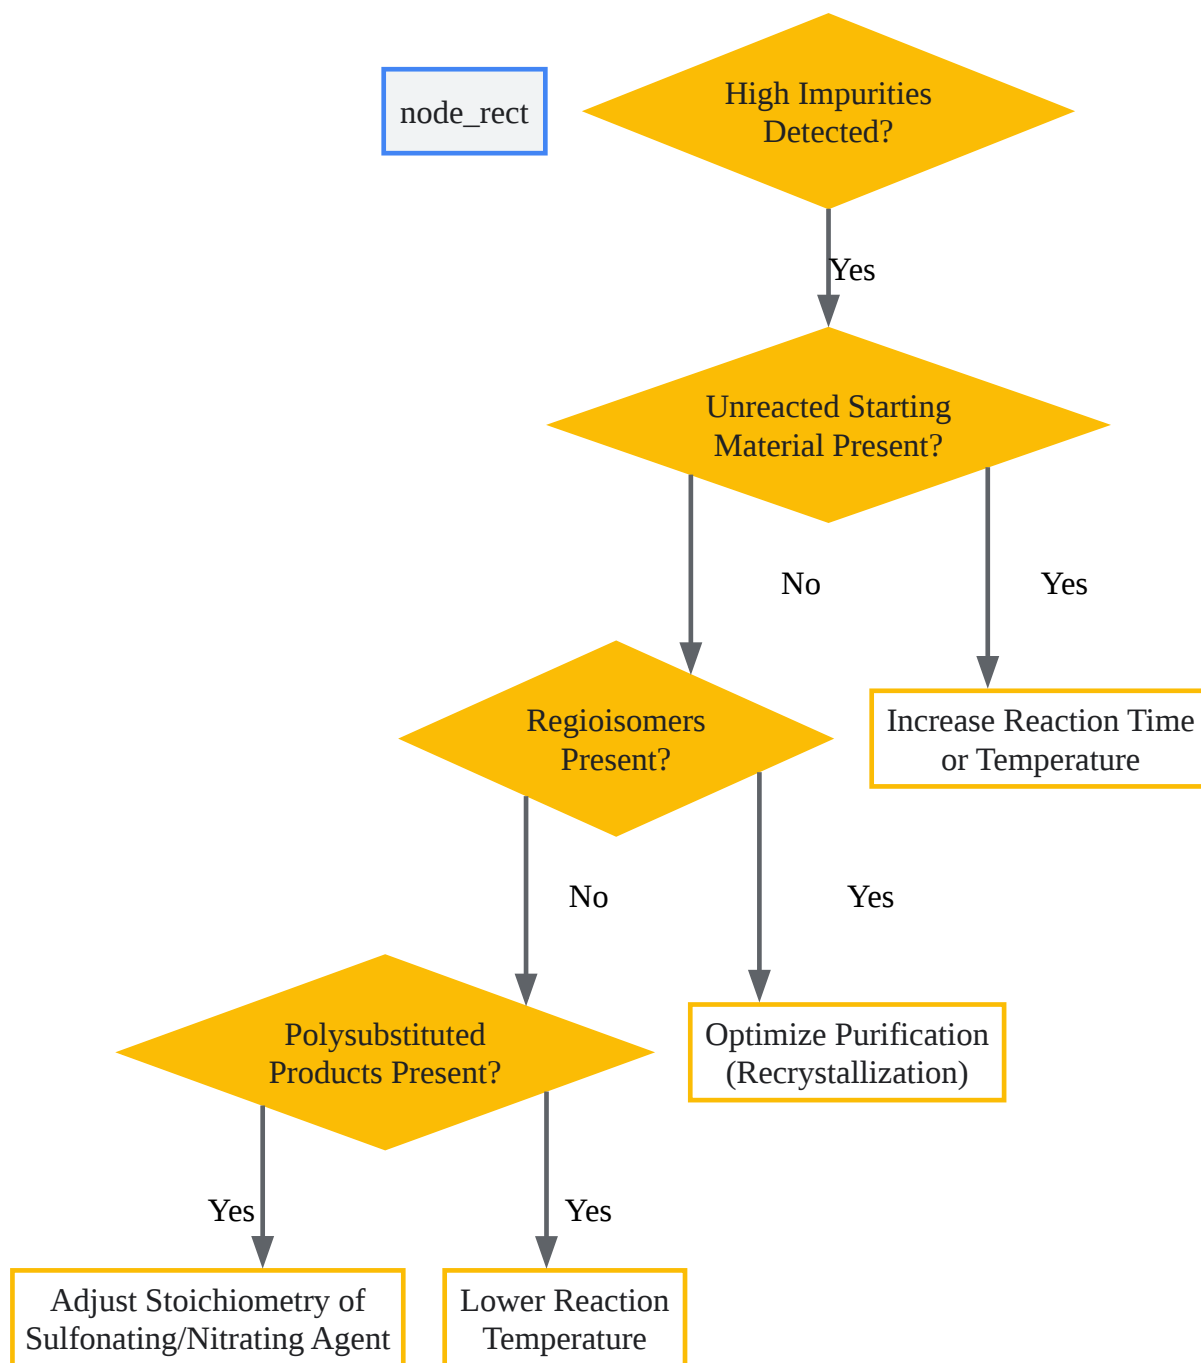 node_rect
High Impurities
Detected?
Yes
Unreacted Starting
Material Present?
No
Yes
Regioisomers
Present?
Increase Reaction Time
or Temperature
No
Yes
Polysubstituted
Products Present?
Optimize Purification
(Recrystallization)
Yes
Yes
Adjust Stoichiometry of
Sulfonating/Nitrating Agent
Lower Reaction
Temperature